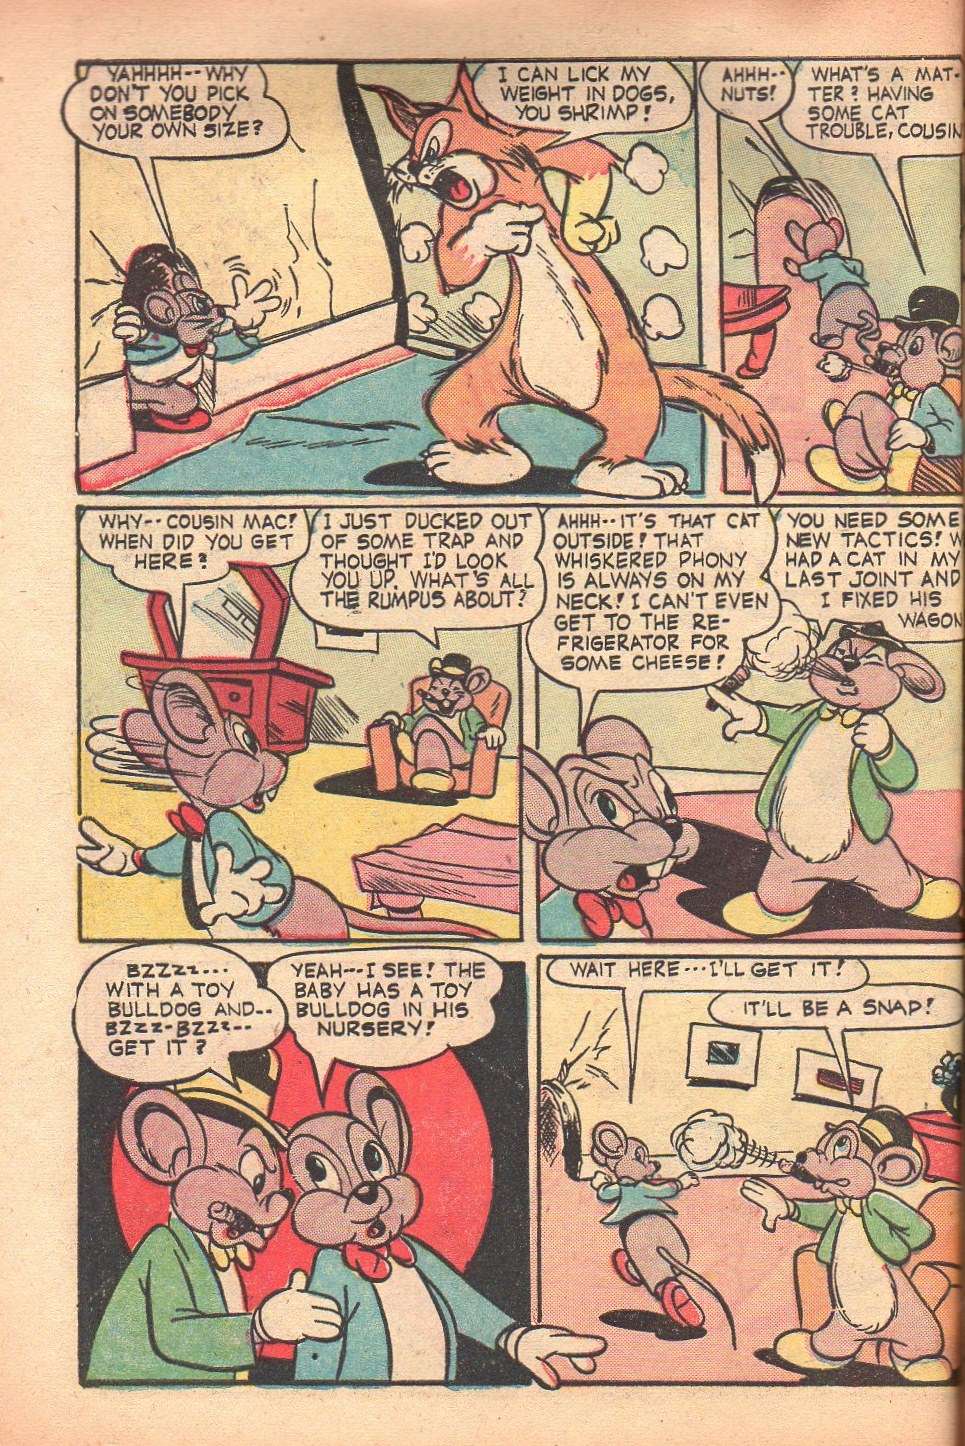 YAHHHH-- WHY
DON'T YOU PICK
ON SOMEBODY
YOUR OWN SIZE?
I CAN LICK MY
WEIGHT IN DOGS,
YOU SHRIMP!
AHHH--
NUTS!
WHAT'S A MAT-
TER? HAVING
SOME CAT
TROUBLE, COUSIN
WHY-- COUSIN MAC!
WHEN DID YOU GET
HERE?
I JUST DUCKED OUT
OF SOME TRAP AND
THOUGHT I'D LOOK
YOU UP. WHAT'S ALL
THE RUMPUS ABOUT?
AHHH-- IT'S THAT CAT
OUTSIDE! THAT
WHISKERED PHONY
IS ALWAYS ON MY
NECK! I CAN'T EVEN
GET TO THE RE-
FRIGERATOR FOR
SOME CHEESE!
YOU NEED SOME
NEW TACTICS! W
HAD A CAT IN MY
LAST JOINT AND
I FIXED HIS
WAGON
BZZZZ---
WITH A TOY
BULLDOG AND--
BZZZ-BZZZ--
GET IT?
YEAH--I SEE! THE
BABY HAS A TOY
BULLDOG IN HIS
NURSERY!
WAIT HERE---I'LL GET IT!
IT'LL BE A SNAP!